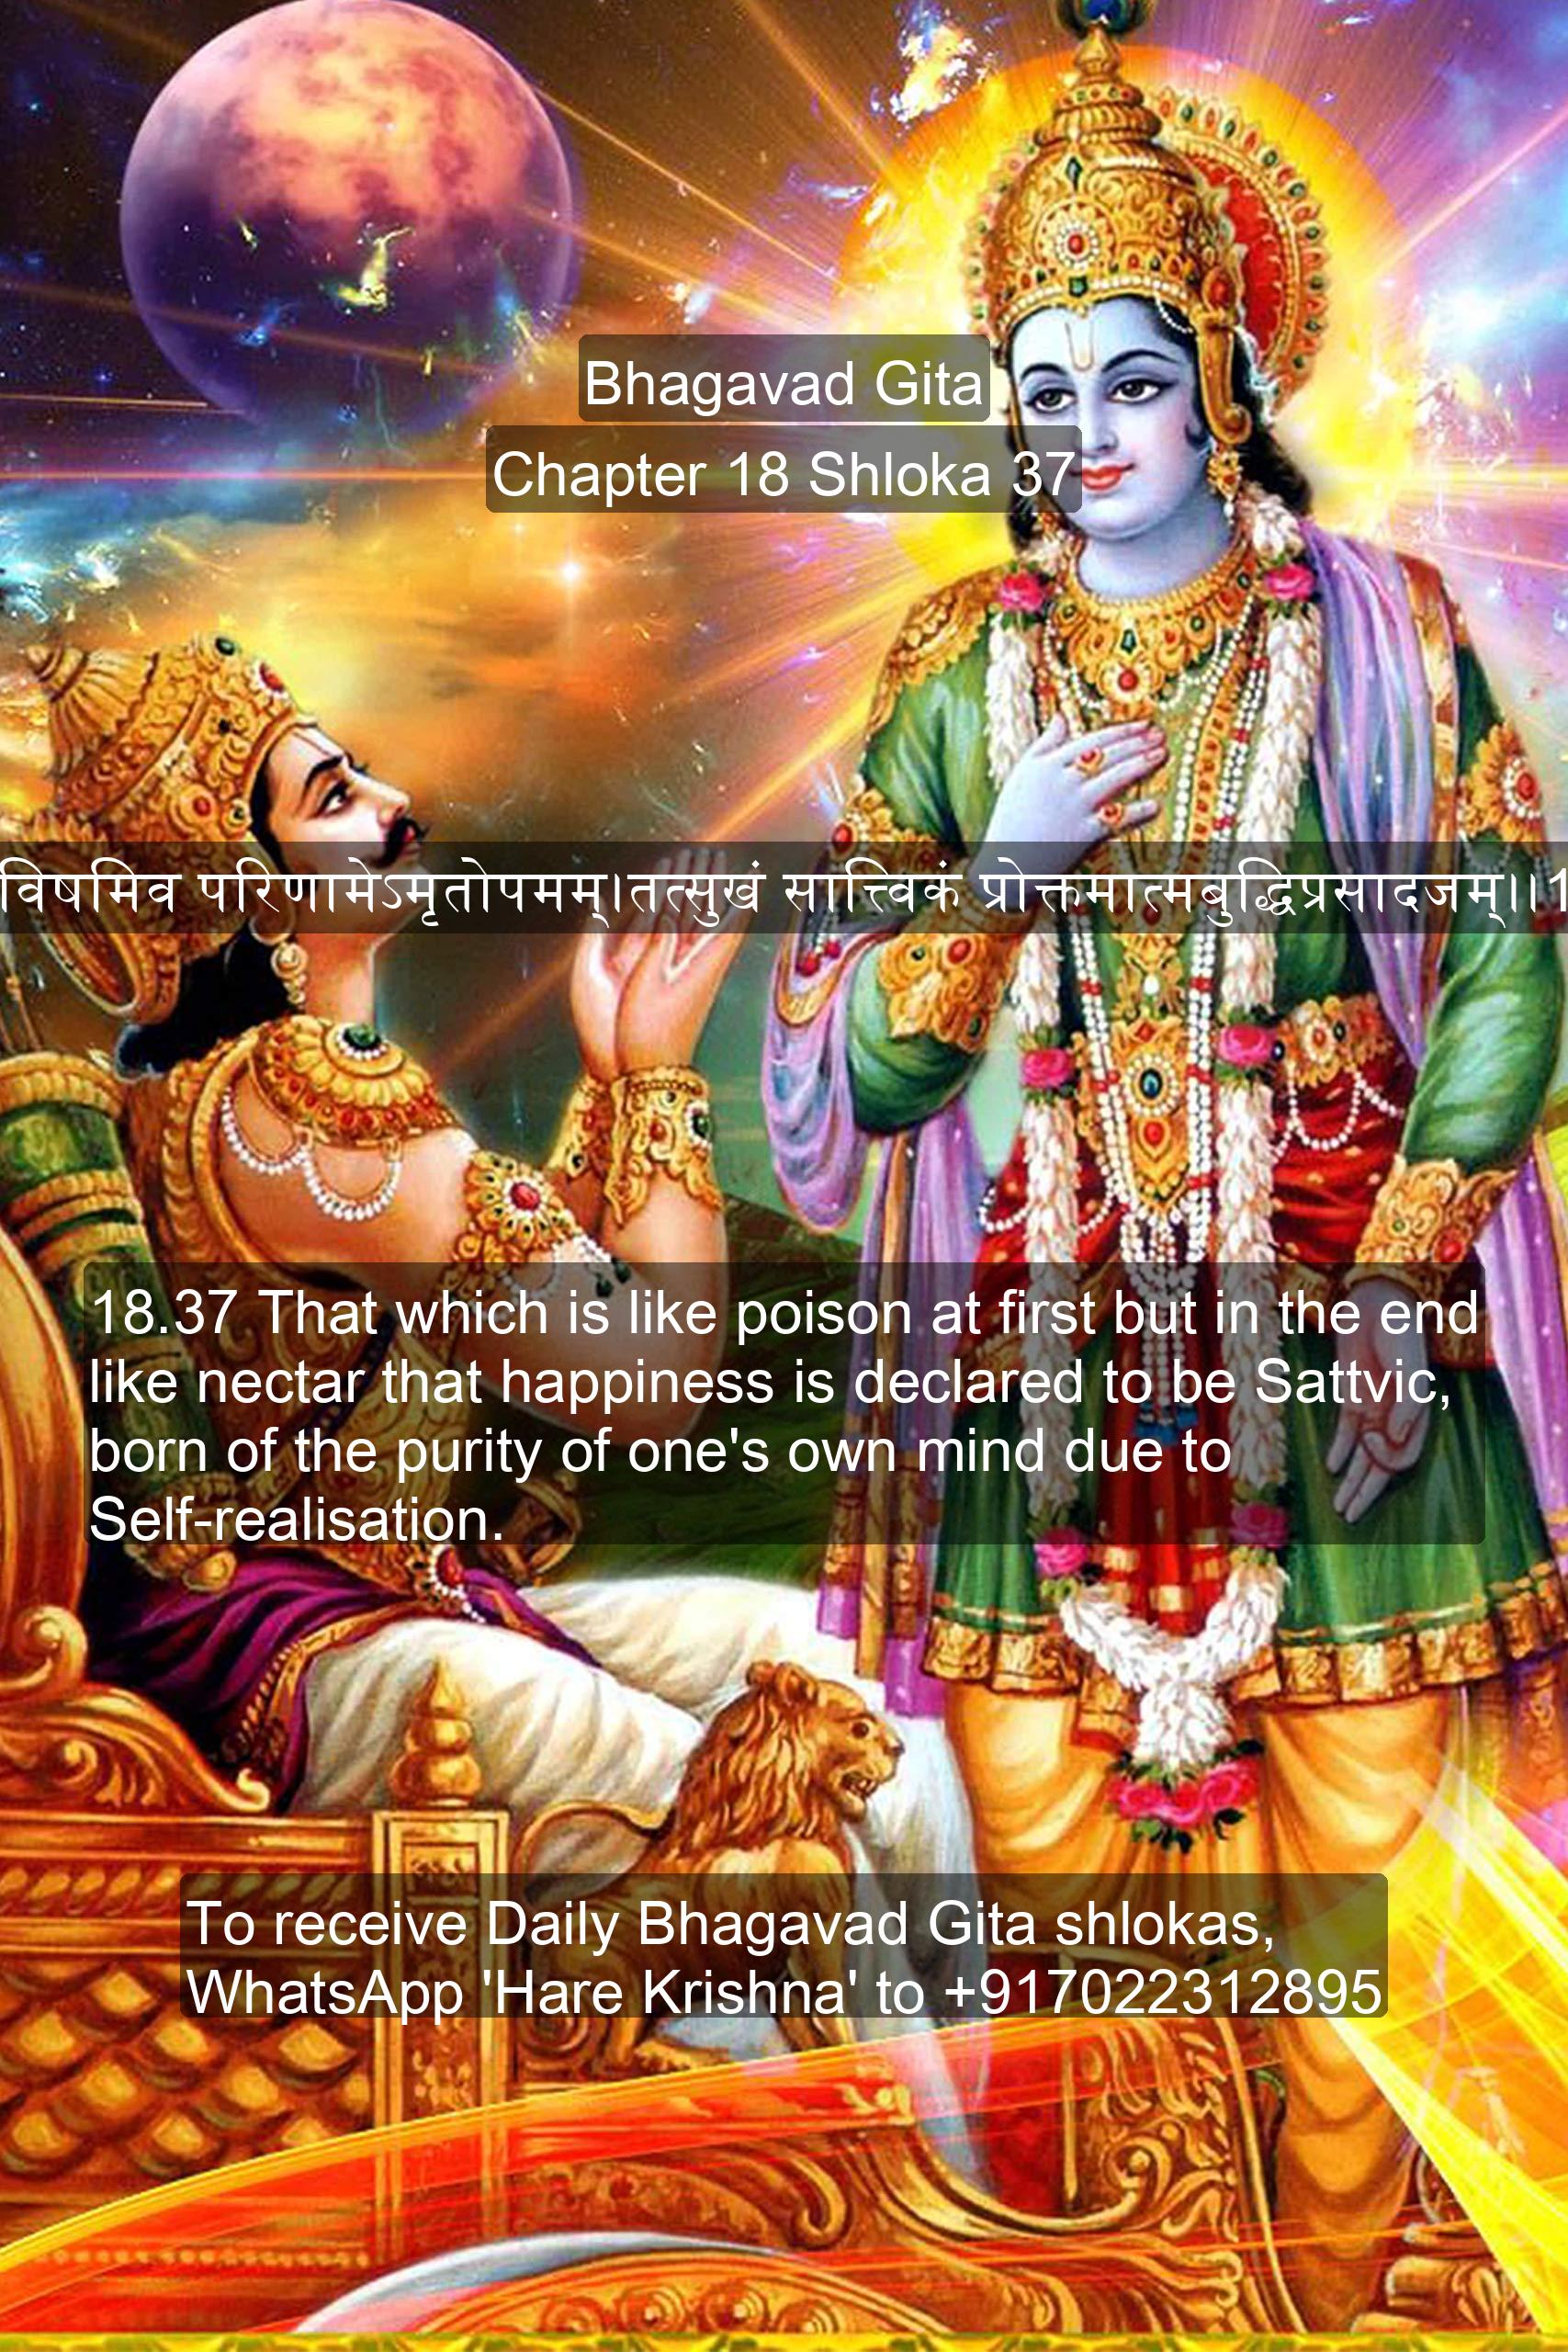 Bhagavad Gita
Chapter 18 Shloka 37
विषमिव परिणामेऽमृतोपमम्।तत्सुखं सात्त्विकं प्रोक्तमात्मबुद्धिप्रसादजम्।।1
18.37 That which is like poison at first but in the end
like nectar that happiness is declared to be Sattvic,
born of the purity of one's own mind due to
Self-realisation.
To receive Daily Bhagavad Gita shlokas,
WhatsApp 'Hare Krishna' to +917022312895